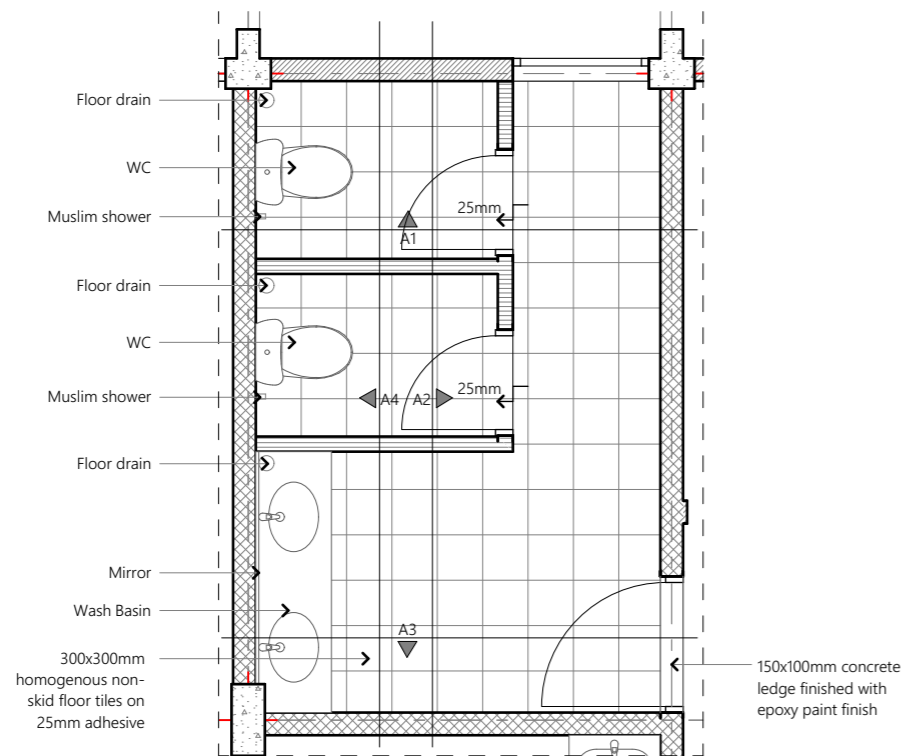 Floor drain
WC
Muslim shower
25mm
A1
Floor drain
WC
Muslim shower
A4
A2
25mm
Floor drain
Mirror
Wash Basin
A3
300x300mm
homogenous non-
skid floor tiles on
25mm adhesive
150x100mm concrete
ledge finished with
epoxy paint finish